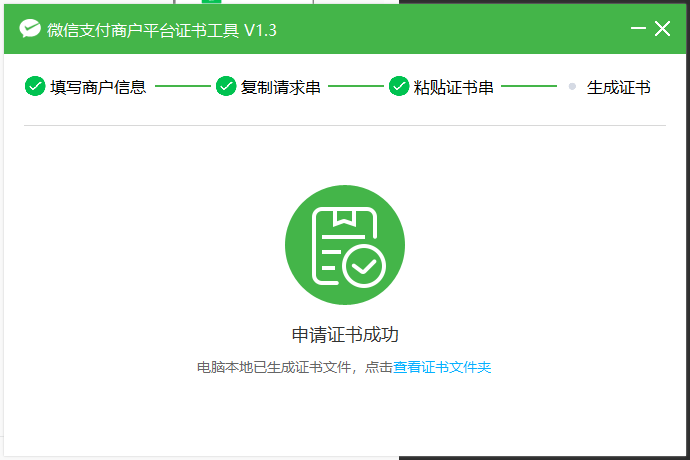 微信支付商户平台证书工具 V1.3
填写商户信息 复制请求串 粘贴证书串 生成证书
申请证书成功
电脑本地已生成证书文件，点击查看证书文件夹